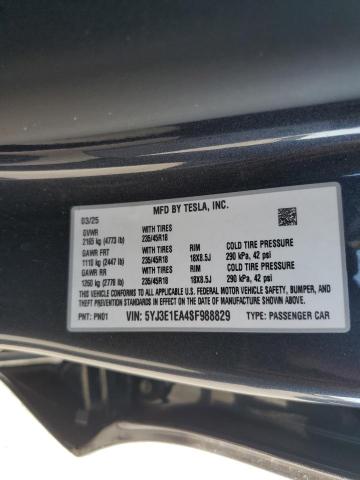 MFD BY TESLA, INC.
03/25
GVWR WITH TIRES
2165 kg (4773 lb) 235/45R18
GAWR FRT WITH TIRES RIM COLD TIRE PRESSURE
1110 kg (2447 lb) 235/45R18 18X8.5J 290 kPa, 42 psi
GAWR RR WITH TIRES RIM COLD TIRE PRESSURE
1260 kg (2778 lb) 235/45R18 18X8.5J 290 kPa, 42 psi
THIS VEHICLE CONFORMS TO ALL APPLICABLE U.S. FEDERAL MOTOR VEHICLE SAFETY, BUMPER, AND
THEFT PREVENTION STANDARDS IN EFFECT ON THE DATE OF MANUFACTURE SHOWN ABOVE.
PNT: PN01 VIN: 5YJ3E1EA4SF988829 TYPE: PASSENGER CAR